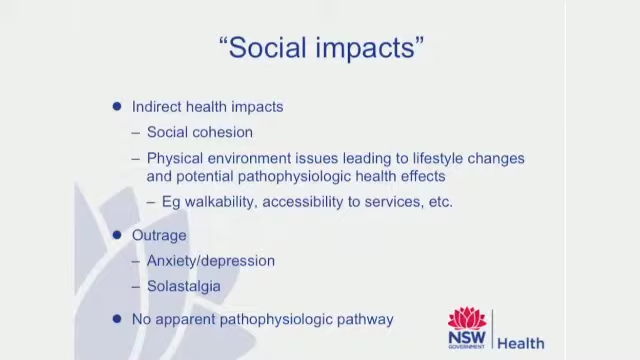 “Social impacts”
Indirect health impacts
– Social cohesion
– Physical environment issues leading to lifestyle changes
and potential pathophysiologic health effects
– Eg walkability, accessibility to services, etc.
Outrage
– Anxiety/depression
– Solastalgia
No apparent pathophysiologic pathway
NSW
GOVERNMENT
Health